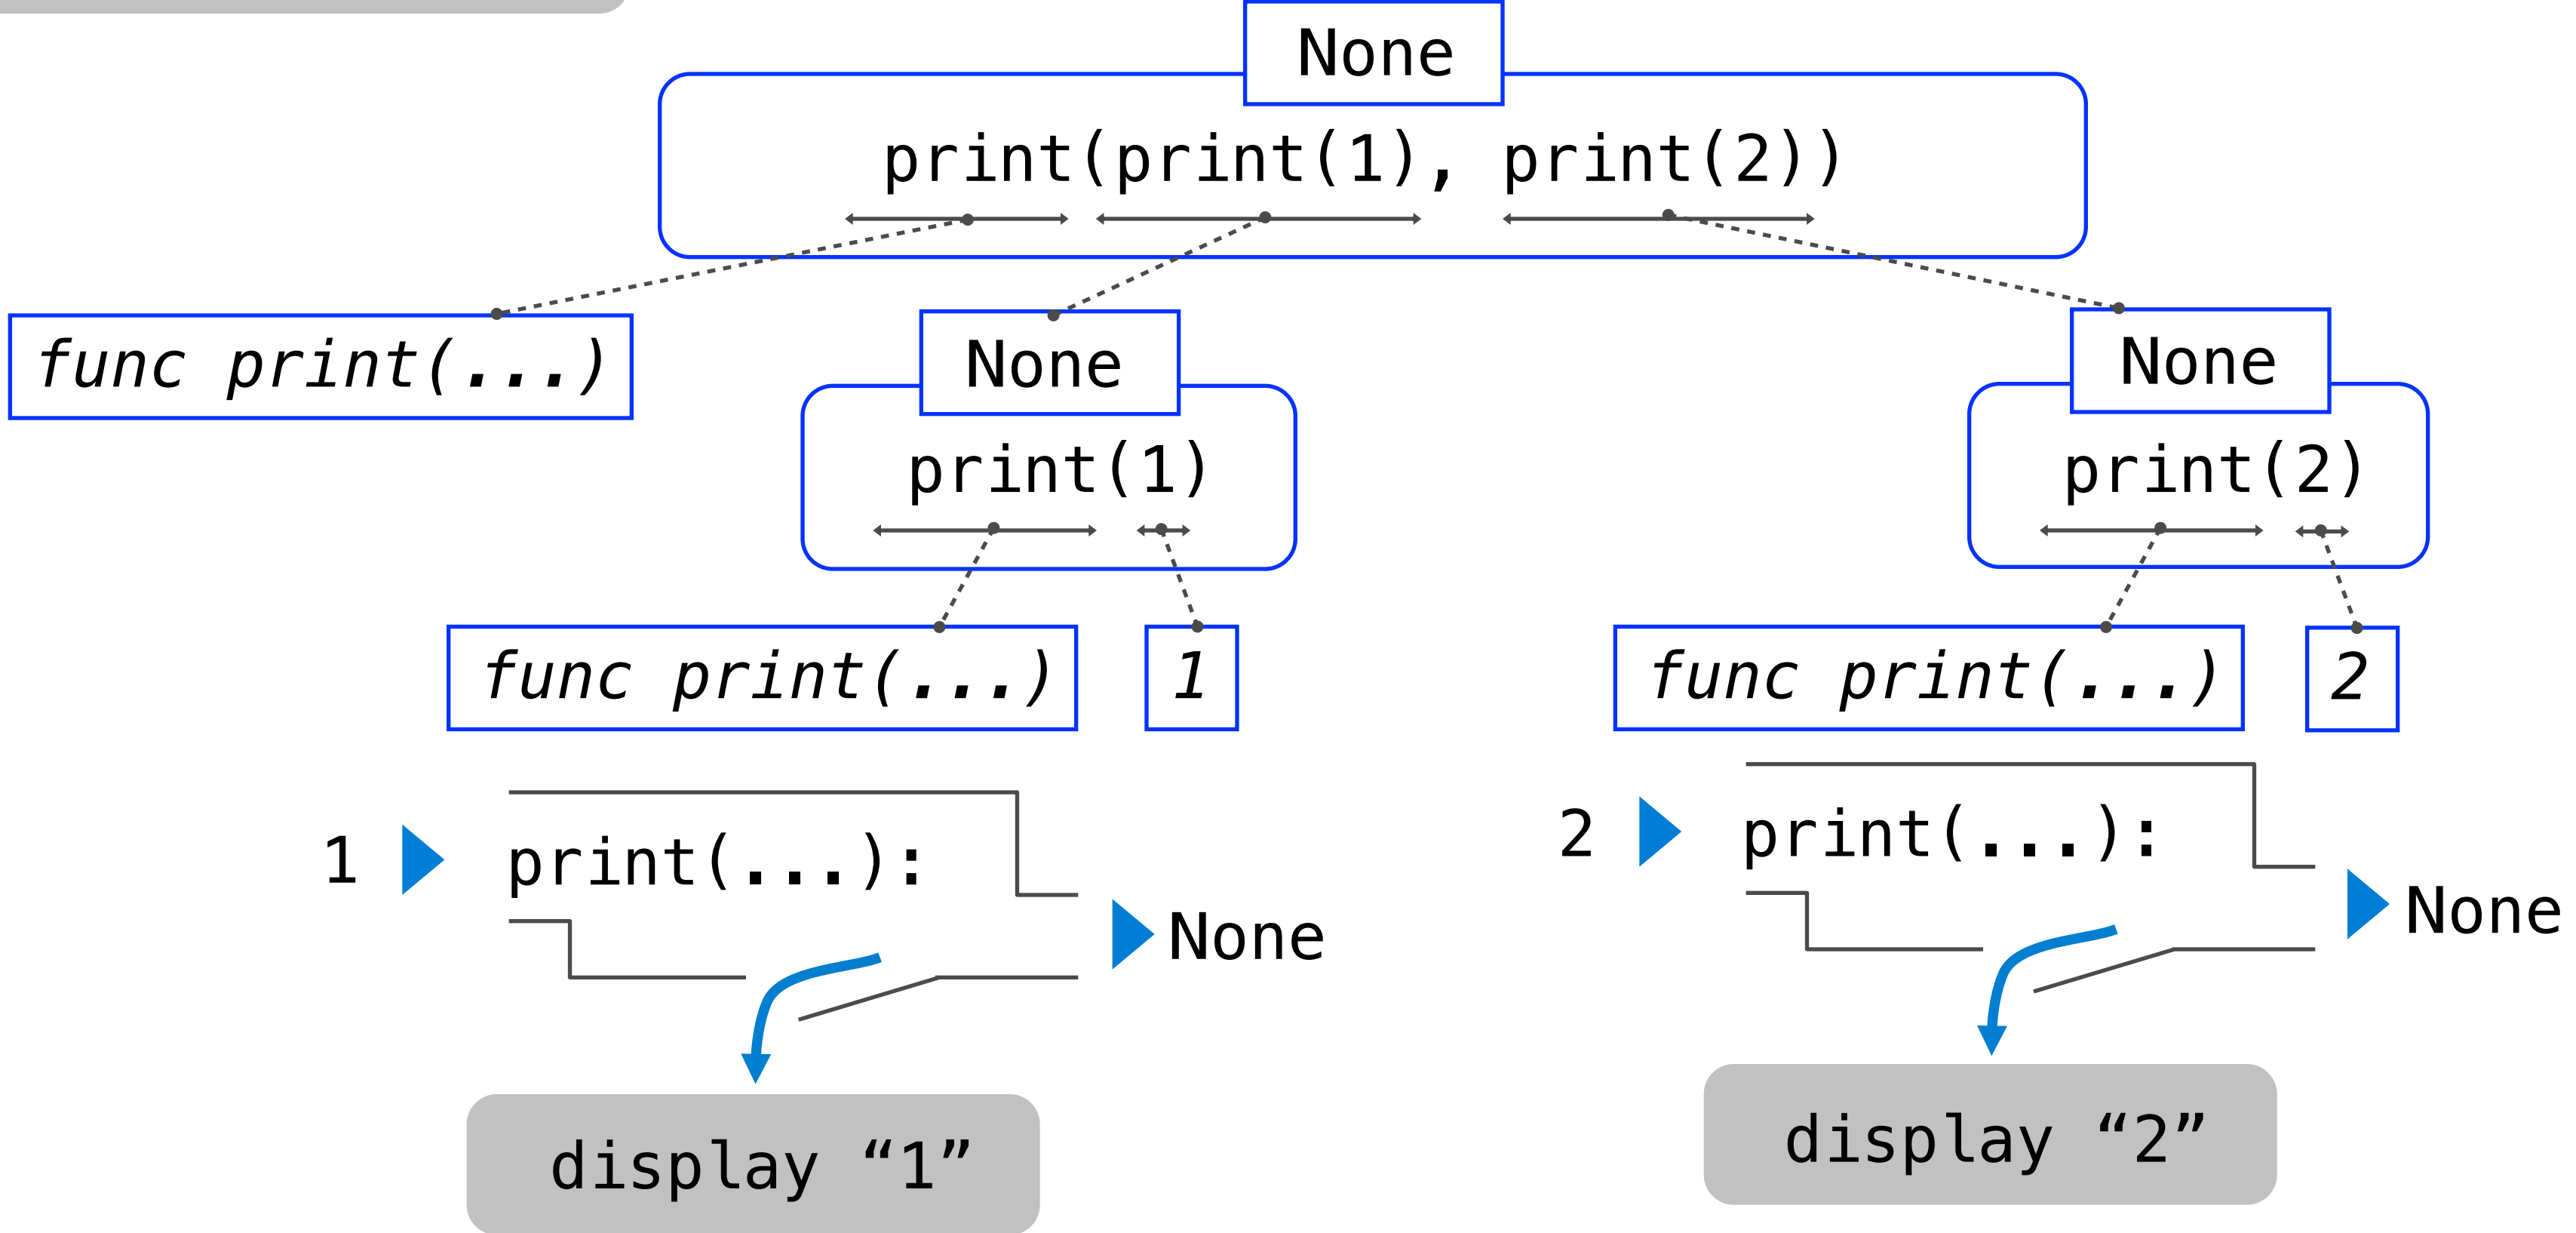 None
print(print(1), print(2))
func print(...)
None
None
print(1)
print(2)
func print(...)
1
func print(...)
2
1
print(...):
None
2
print(...):
None
display “1”
display “2”